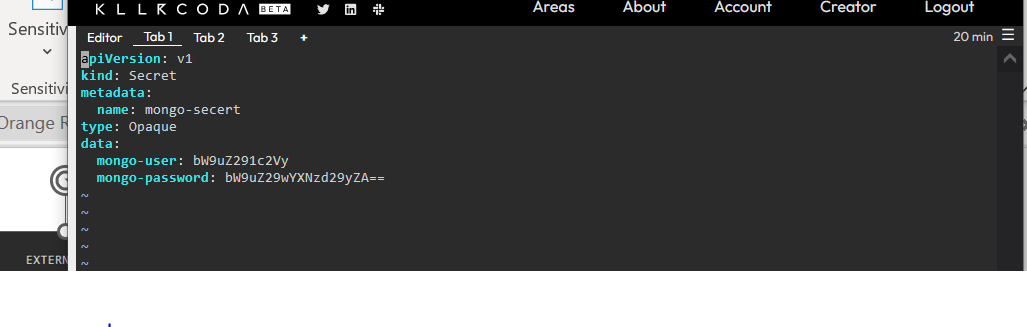 KLLRCODA BETA
Areas About Account Creator Logout
Sensitiv
Editor Tab 1 Tab 2 Tab 3 + 20 min
apiVersion: v1
kind: Secret
metadata:
  name: mongo-secert
type: Opaque
data:
  mongo-user: bW9uZ291c2Vy
  mongo-password: bW9uZ29wYXNzd29yZA==
~
~
~
~
~
Sensitivi
Orange R
EXTERN